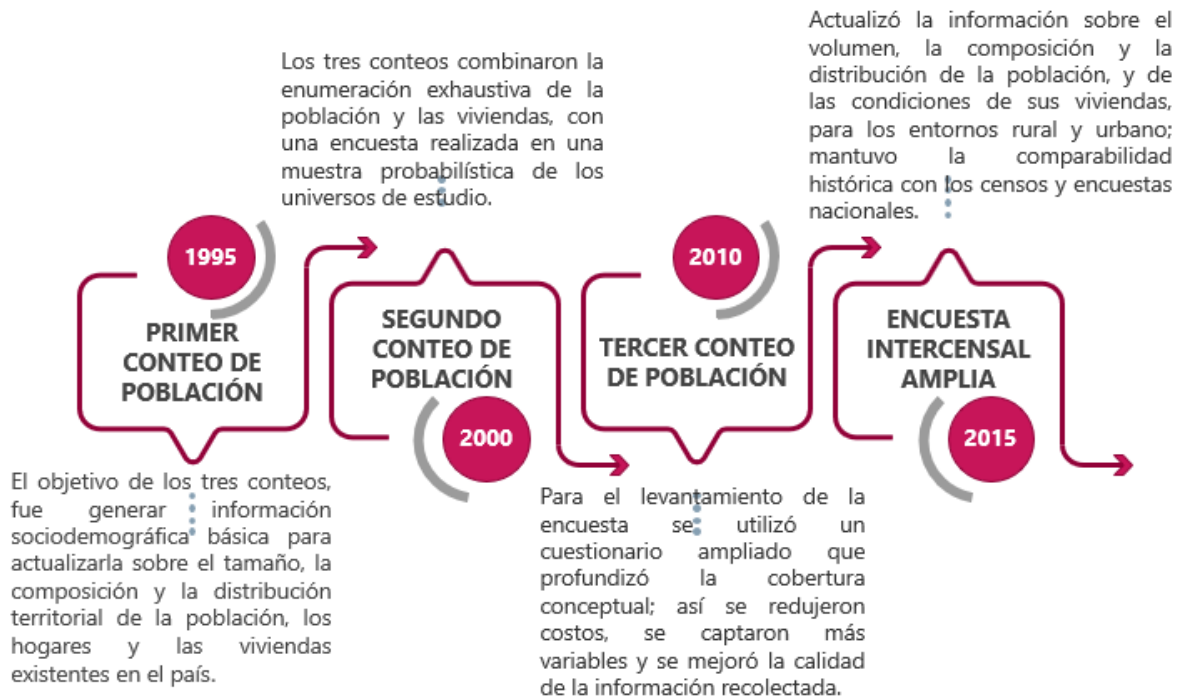 1995
PRIMER
CONTEO DE
POBLACIÓN
El objetivo de los tres conteos,
fue generar información
sociodemográfica básica para
actualizarla sobre el tamaño, la
composición y la distribución
territorial de la población, los
hogares y las viviendas
existentes en el país.
Los tres conteos combinaron la
enumeración exhaustiva de la
población y las viviendas, con
una encuesta realizada en una
muestra probabilística de los
universos de estudio.
SEGUNDO
CONTEO DE
POBLACIÓN
2000
2010
TERCER CONTEO
DE POBLACIÓN
Para el levantamiento de la
encuesta se utilizó un
cuestionario ampliado que
profundizó la cobertura
conceptual; así se redujeron
costos, se captaron más
variables y se mejoró la calidad
de la información recolectada.
Actualizó la información sobre el
volumen, la composición y la
distribución de la población, y de
las condiciones de sus viviendas,
para los entornos rural y urbano;
mantuvo la comparabilidad
histórica con los censos y encuestas
nacionales.
ENCUESTA
INTERCENSAL
AMPLIA
2015